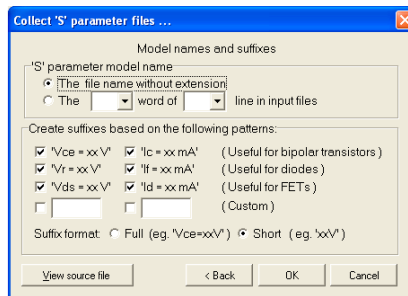 Collect 'S' parameter files ...
Model names and suffixes
'S' parameter model name
The file name without extension
The word of line in input files
Create suffixes based on the following patterns:
'Vce = xx V' 'Ic = xx mA' ( Useful for bipolar transistors )
'Vr = xx V' 'If = xx mA' ( Useful for diodes )
'Vds = xx V' 'Id = xx mA' ( Useful for FETs )
( Custom )
Suffix format: Full (eg. 'Vce=xxV' ) Short ( eg. 'xxV' )
View source file < Back OK Cancel